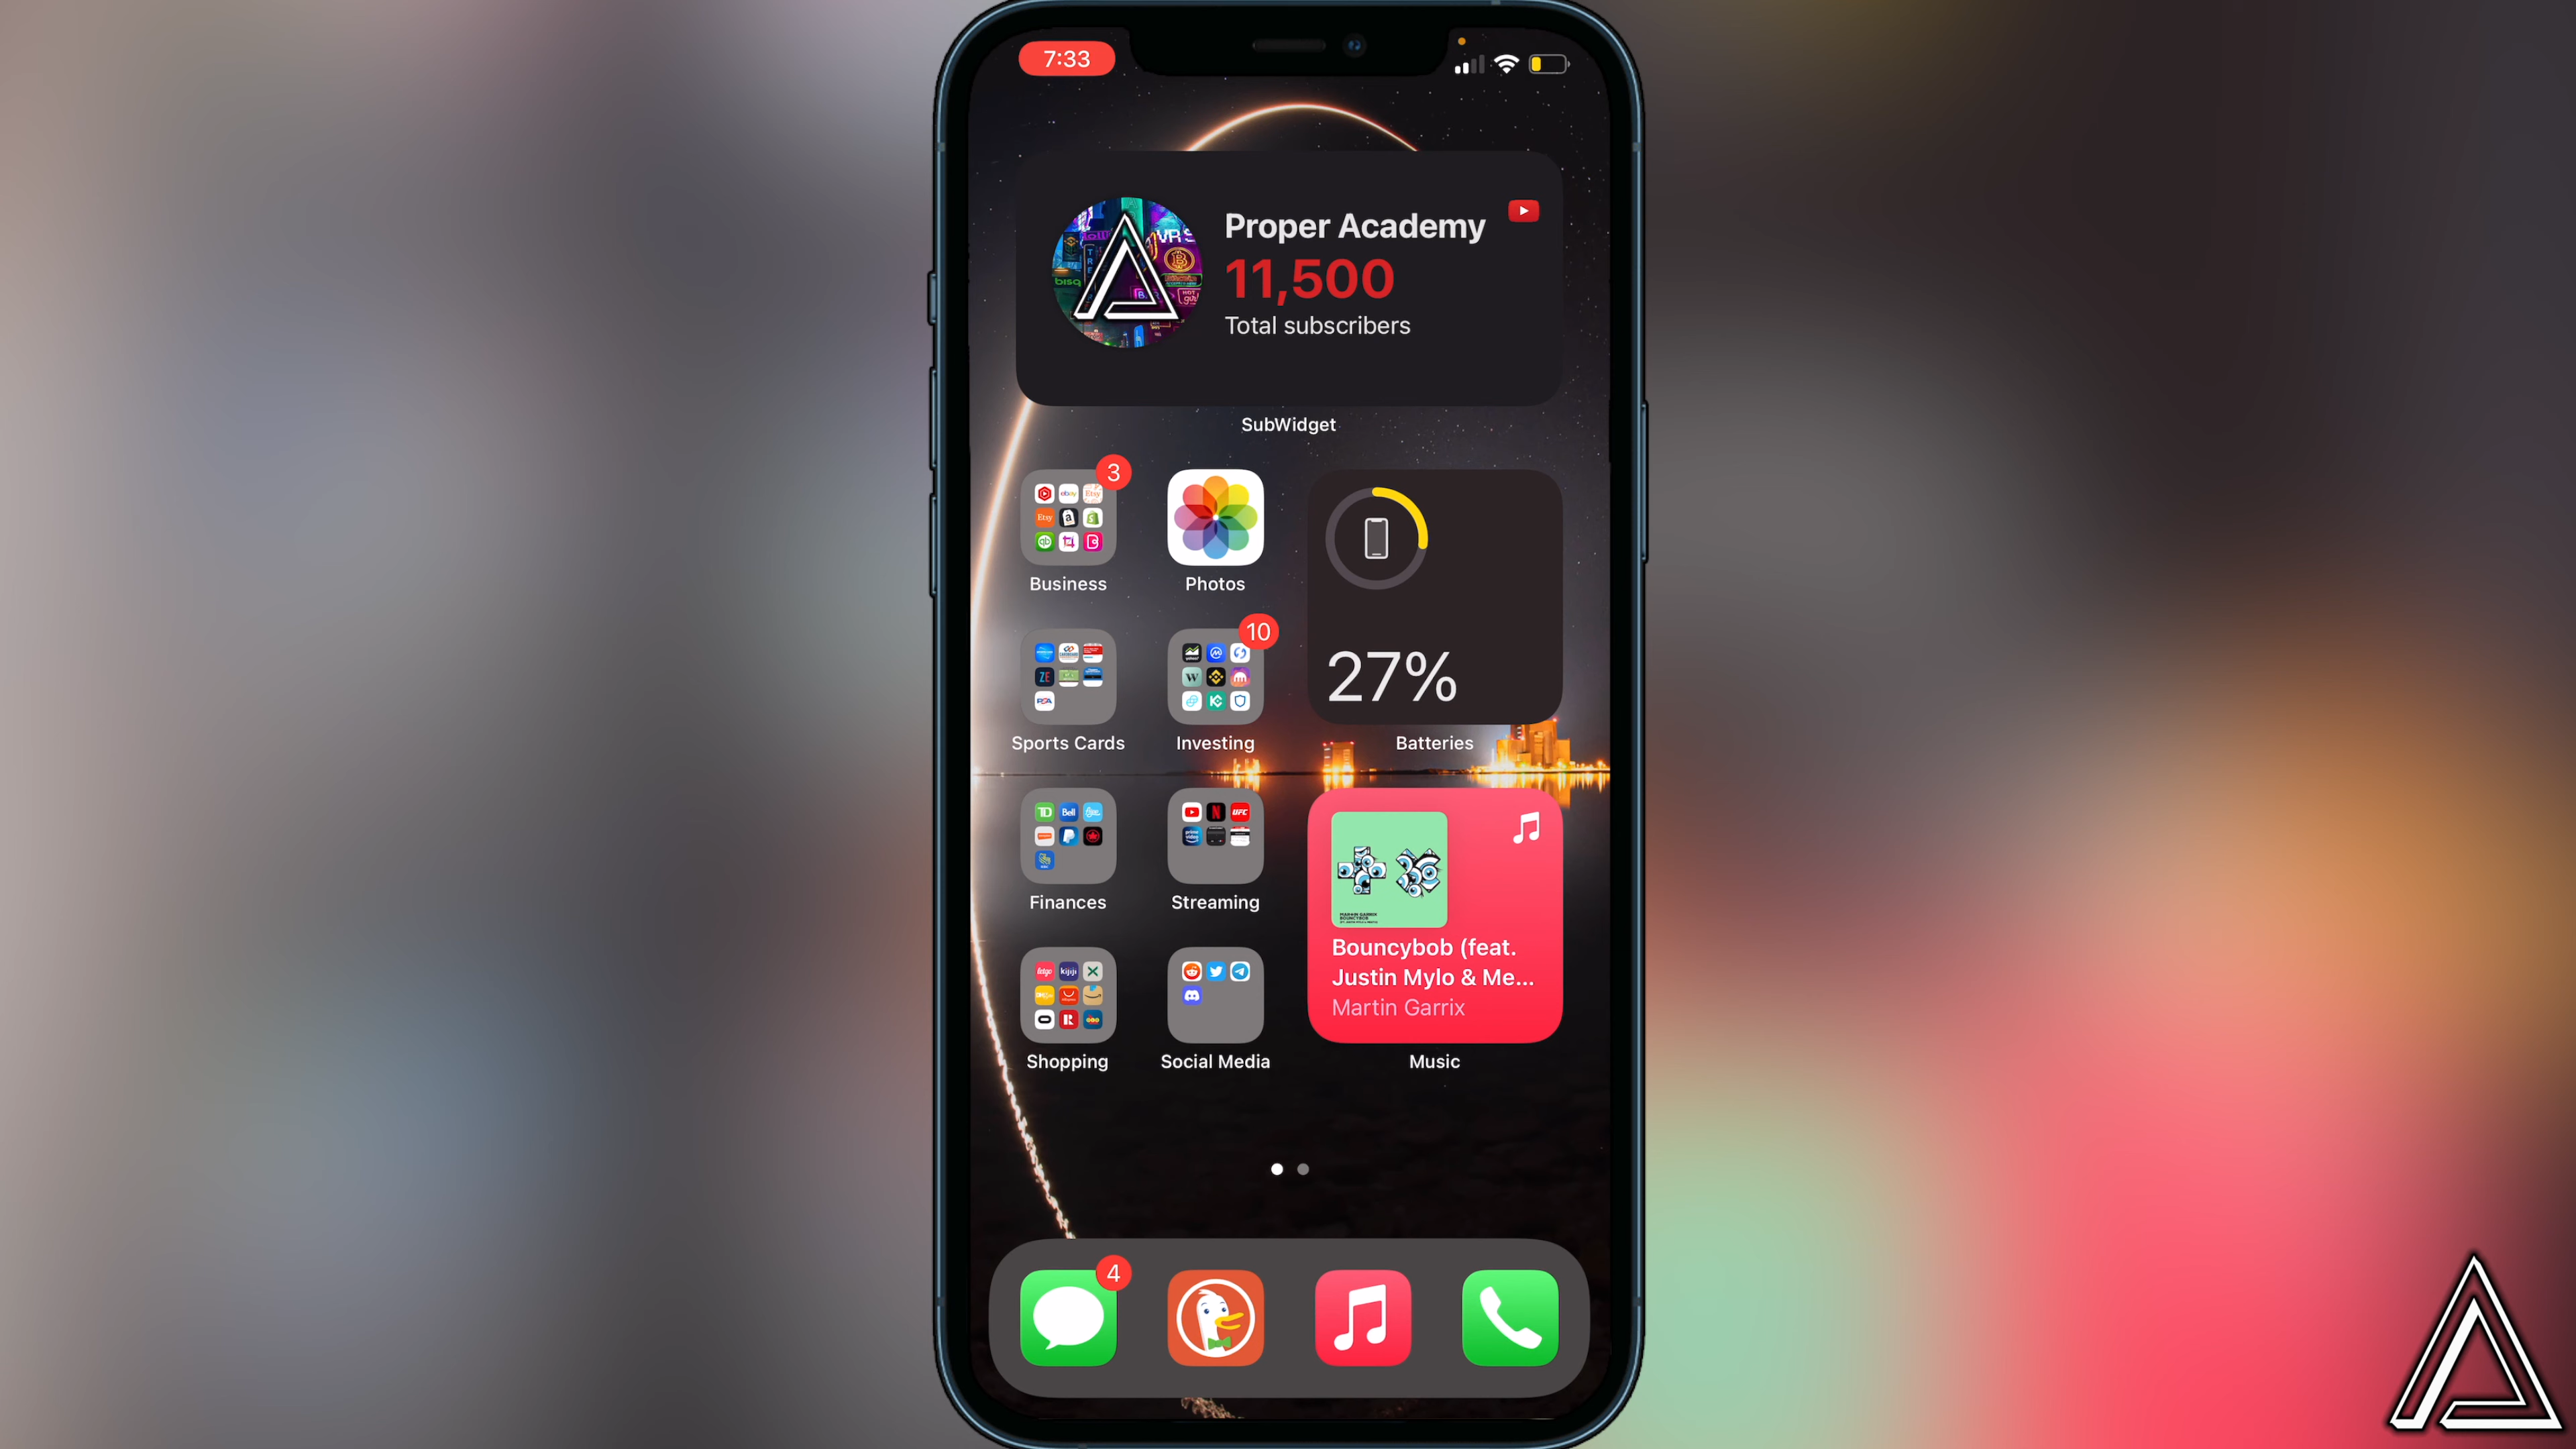 7:33
Proper Academy
11,500
Total subscribers
SubWidget
3
Business
Photos
10
27%
Sports Cards
Investing
Batteries
Finances
Streaming
Bouncybob (feat.
Justin Mylo & Me...
Martin Garrix
Shopping
Social Media
Music
4